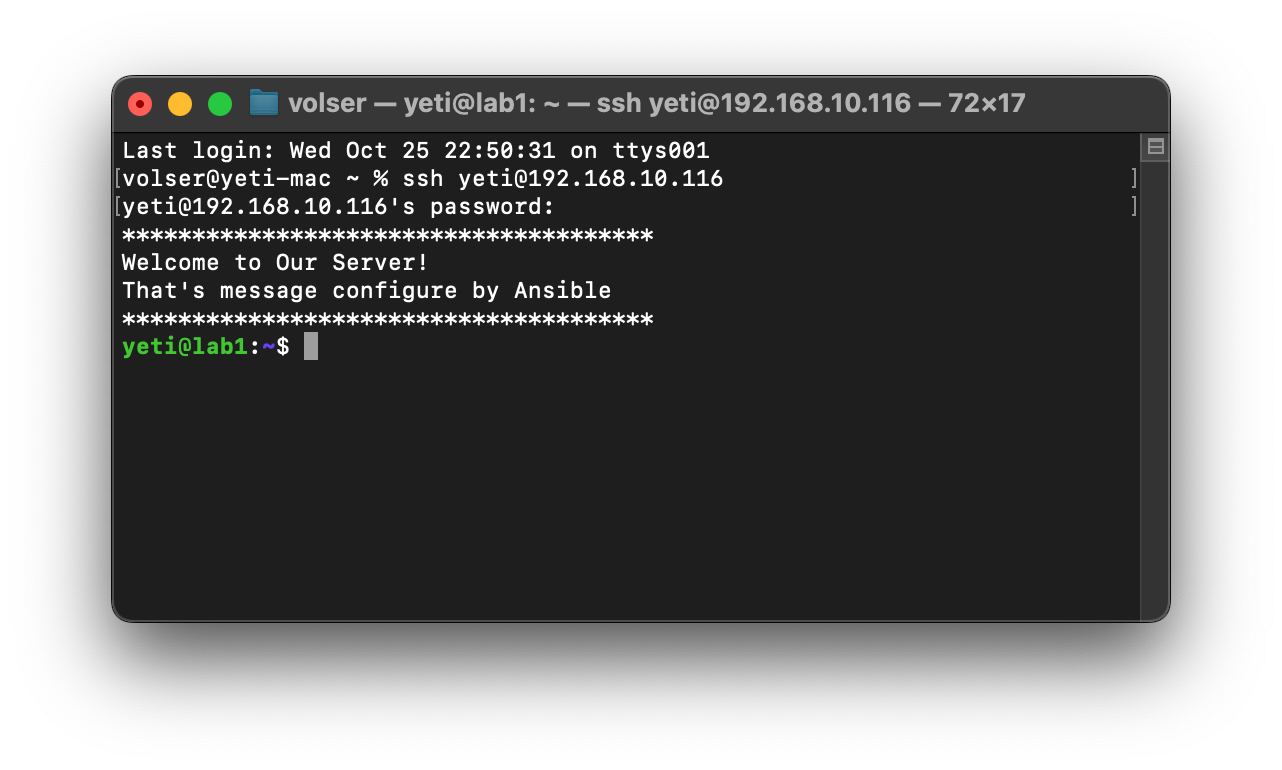 volser — yeti@lab1: ~ — ssh yeti@192.168.10.116 — 72×17
Last login: Wed Oct 25 22:50:31 on ttys001
[volser@yeti-mac ~ % ssh yeti@192.168.10.116 ]
[yeti@192.168.10.116's password: ]
**************************************
Welcome to Our Server!
That's message configure by Ansible
**************************************
yeti@lab1:~$